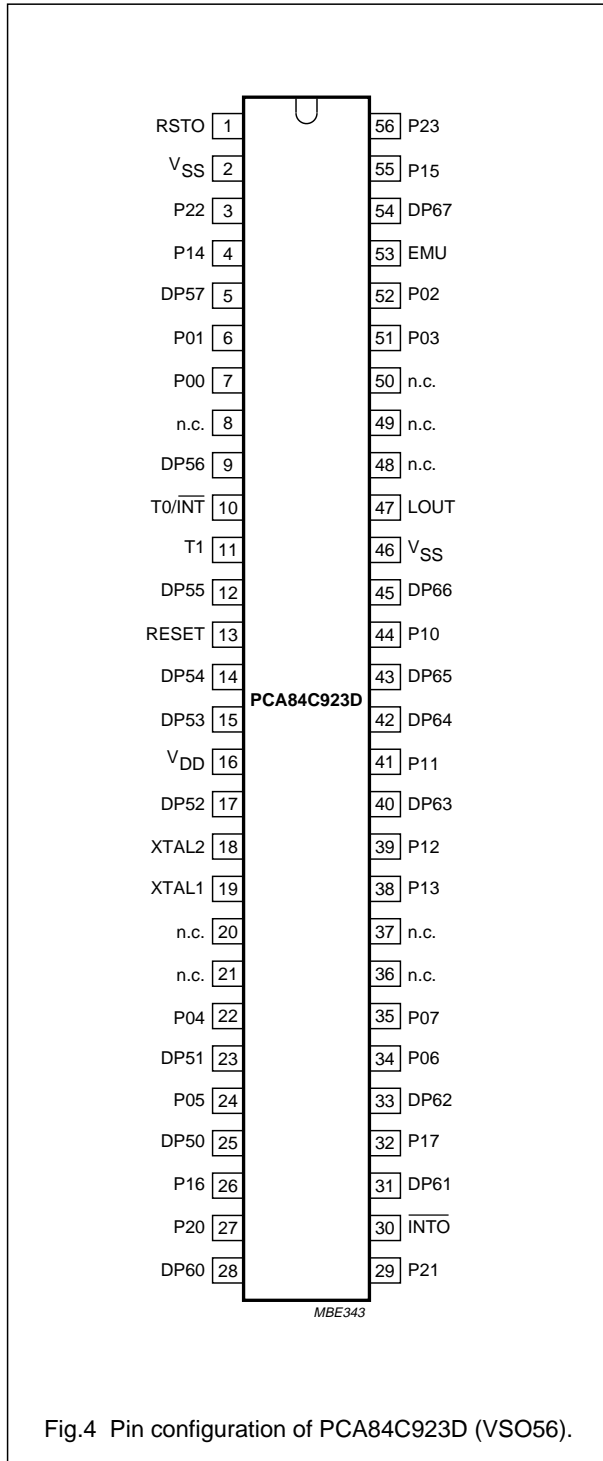 RSTO 1 56 P23
VSS 2 55 P15
P22 3 54 DP67
P14 4 53 EMU
DP57 5 52 P02
P01 6 51 P03
P00 7 50 n.c.
n.c. 8 49 n.c.
DP56 9 48 n.c.
T0/INT 10 47 LOUT
T1 11 46 VSS
DP55 12 45 DP66
RESET 13 44 P10
DP54 14 43 DP65
PCA84C923D
DP53 15 42 DP64
VDD 16 41 P11
DP52 17 40 DP63
XTAL2 18 39 P12
XTAL1 19 38 P13
n.c. 20 37 n.c.
n.c. 21 36 n.c.
P04 22 35 P07
DP51 23 34 P06
P05 24 33 DP62
DP50 25 32 P17
P16 26 31 DP61
P20 27 30 INTO
DP60 28 29 P21
MBE343
Fig.4 Pin configuration of PCA84C923D (VSO56).